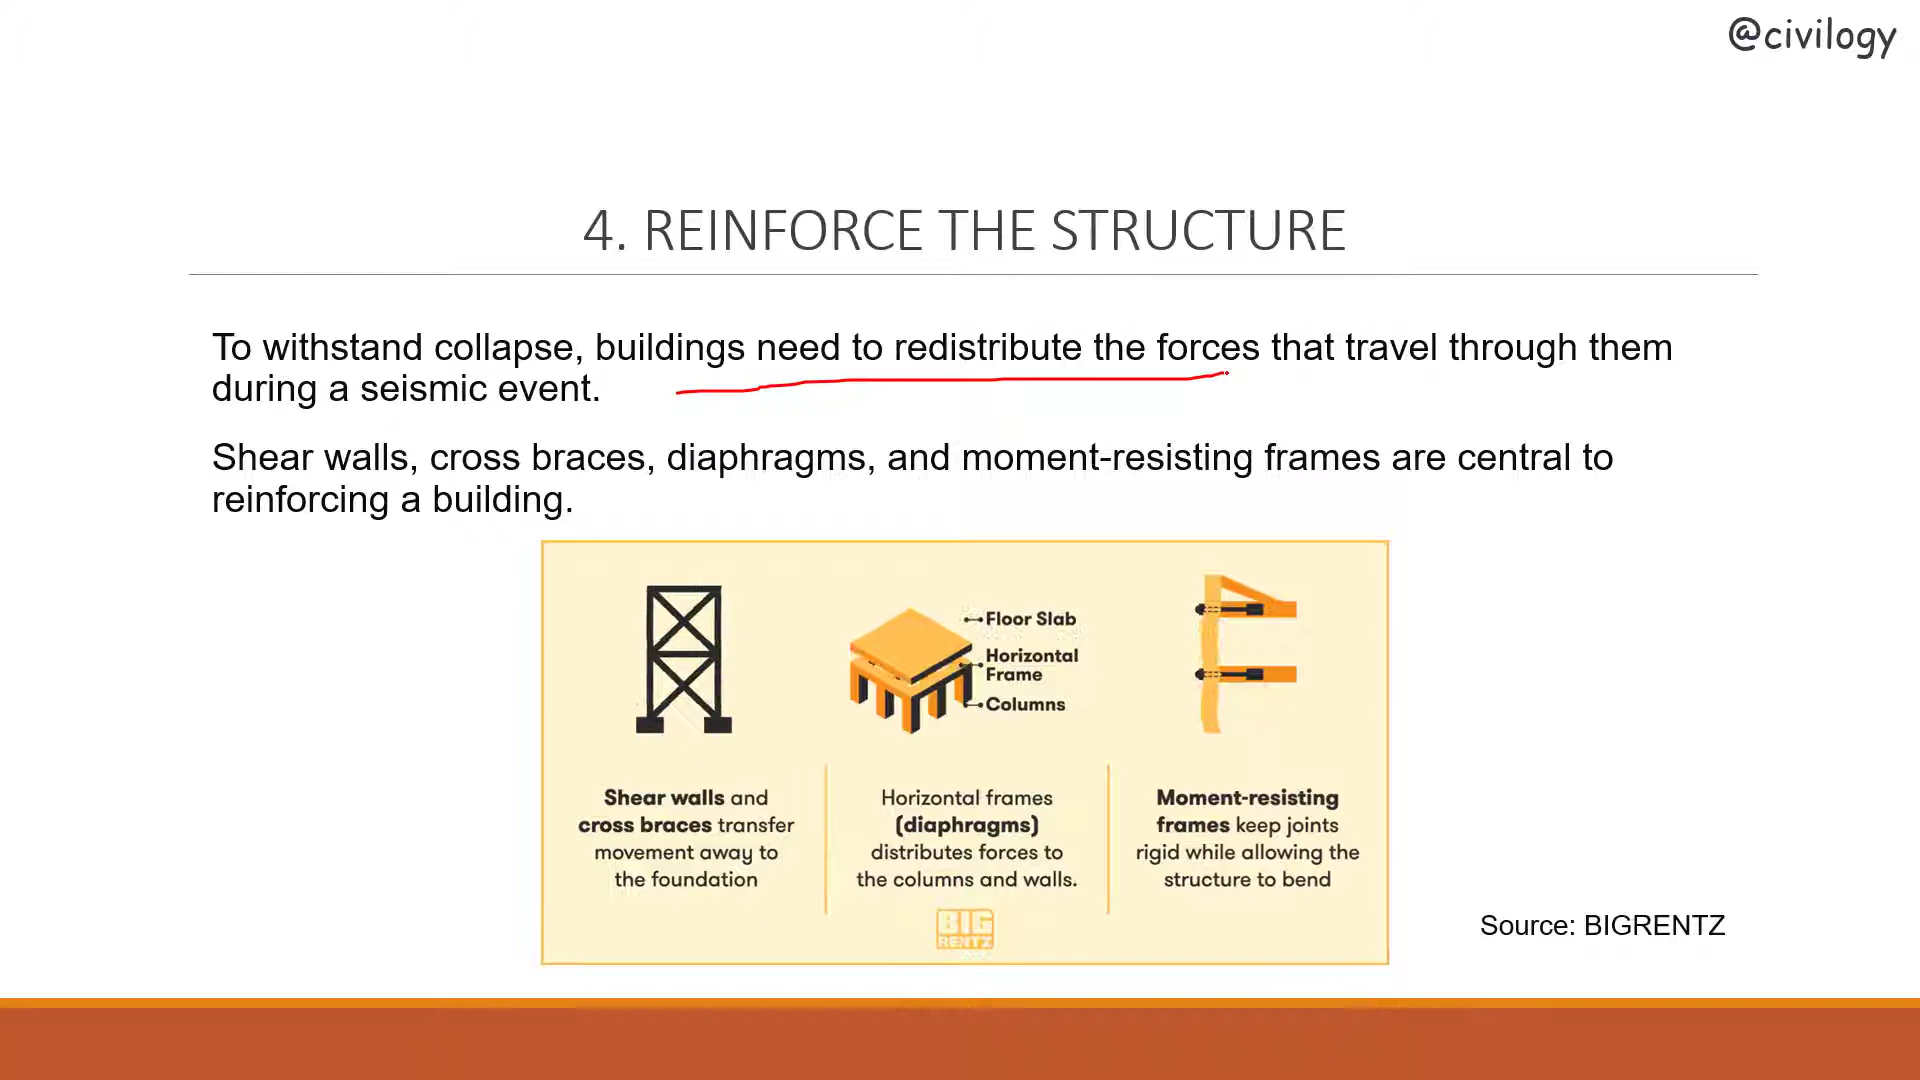 @civilogy
4. REINFORCE THE STRUCTURE
To withstand collapse, buildings need to redistribute the forces that travel through them
during a seismic event.
Shear walls, cross braces, diaphragms, and moment-resisting frames are central to
reinforcing a building.
Floor Slab
Horizontal
Frame
Columns
Shear walls and
cross braces transfer
movement away to
the foundation
Horizontal frames
(diaphragms)
distributes forces to
the columns and walls.
Moment-resisting
frames keep joints
rigid while allowing the
structure to bend
BIG
RENTZ
Source: BIGRENTZ